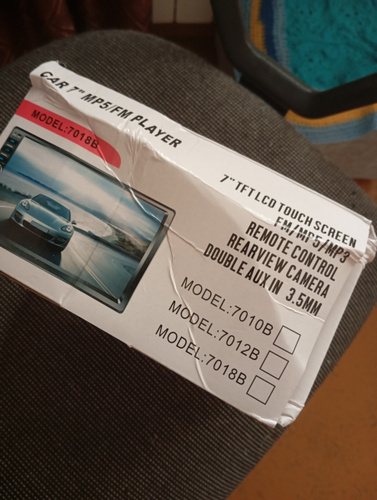 CAR 7" MP5/FM PLAYER
MODEL:7018B
7" TFT LCD TOUCH SCREEN
FM/MP5/MP3
REMOTE CONTROL
REARVIEW CAMERA
DOUBLE AUX IN 3.5MM
MODEL:7010B
MODEL:7012B
MODEL:7018B